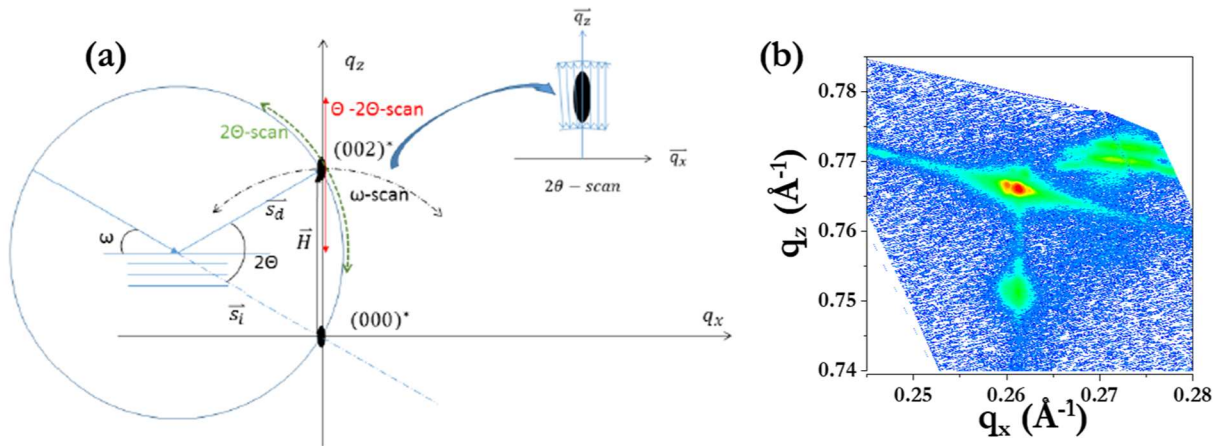 (a)
q_z
Θ -2Θ-scan
2Θ-scan
(002)*
ω-scan
s_d
H
ω
2Θ
s_i
(000)*
q_x
q_z
q_x
2θ − scan
(b)
q_z (Å⁻¹)
0.78
0.77
0.76
0.75
0.74
0.25
0.26
0.27
0.28
q_x (Å⁻¹)